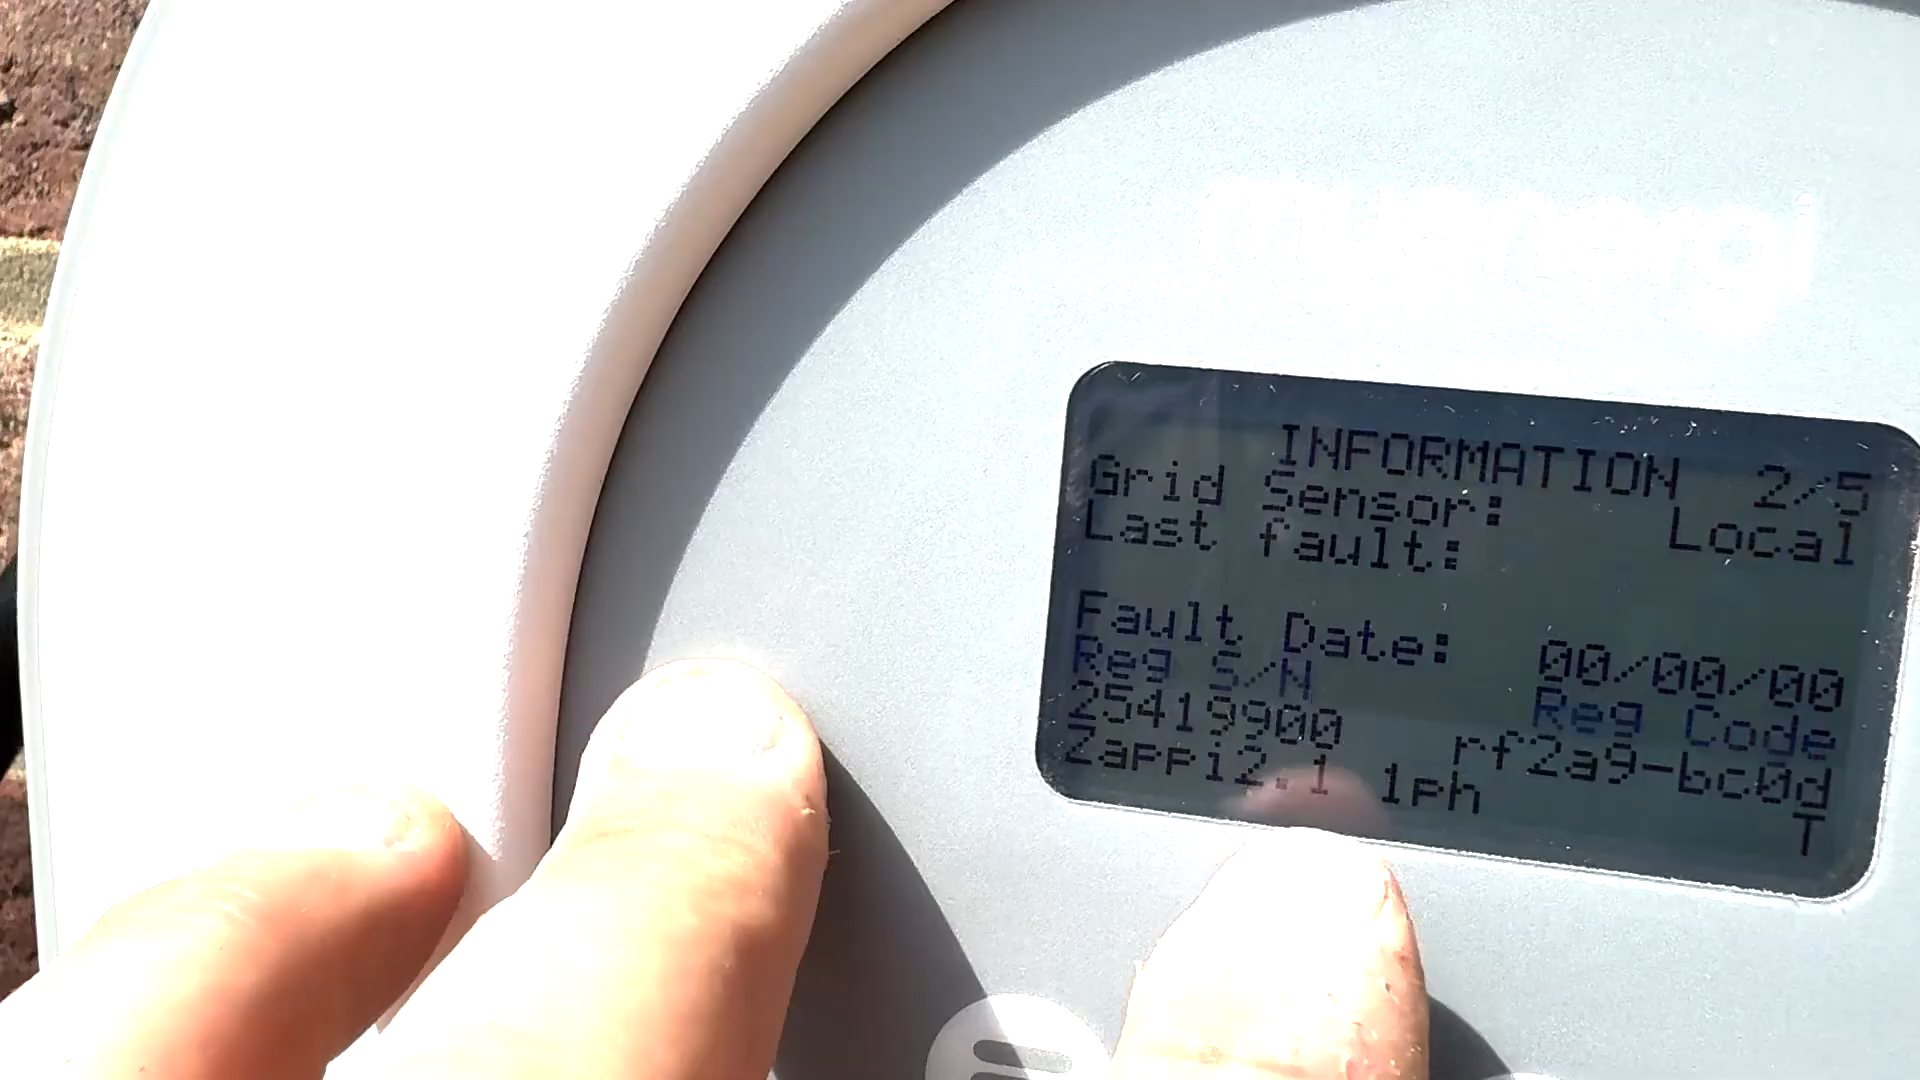 myenergi
INFORMATION 2/5
Grid Sensor: Local
Last fault:
Fault Date: 00/00/00
Reg S/N Reg Code
25419900 rf2a9-bc0d
Zappi2.1 1ph T